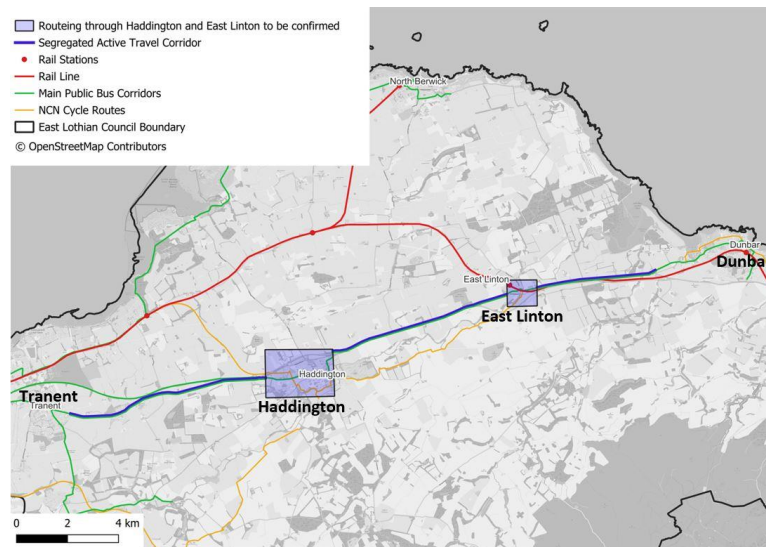 Routeing through Haddington and East Linton to be confirmed
Segregated Active Travel Corridor
Rail Stations
Rail Line
Main Public Bus Corridors
NCN Cycle Routes
East Lothian Council Boundary
© OpenStreetMap Contributors
North Berwick
Dunbar
Dunba
East Linton
East Linton
Haddington
Haddington
Tranent
Tranent
0 2 4 km